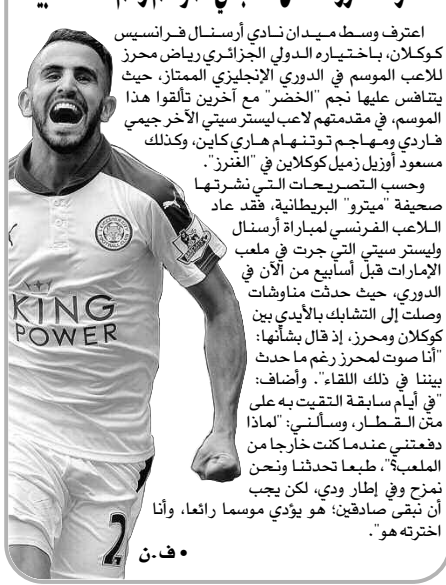 اعترف وسط ميدان نادي أرسنال فرانسيس
كوكلان، باختياره الدولي الجزائري رياض محرز
للاعب الموسم في الدوري الإنجليزي الممتاز، حيث
يتنافس عليها نجم "الخضر" مع آخرين تألقوا هذا
الموسم، في مقدمتهم لاعب ليستر سيتي الآخر جيمي
فاردي ومهاجم توتنهام هاري كاين، وكذلك
مسعود أوزيل زميل كوكلاين في "الغنرز".
وحسب التصريحات التي نشرتها
صحيفة "ميترو" البريطانية، فقد عاد
اللاعب الفرنسي لمباراة أرسنال
وليستر سيتي التي جرت في ملعب
الإمارات قبل أسابيع من الآن في
الدوري، حيث حدثت مناوشات
وصلت إلى التشابك بالأيدي بين
كوكلان ومحرز، إذ قال بشأنها:
"أنا صوت لمحرز رغم ما حدث
بيننا في ذلك اللقاء". وأضاف:
"في أيام سابقة التقيت به على
متن القطار، وسألني: "لماذا
دفعتني عندما كنت خارجا من
الملعب؟"، طبعا تحدثنا ونحن
نمزح وفي إطار ودي، لكن يجب
أن نبقى صادقين؛ هو يؤدي موسما رائعا، وأنا
اخترته هو".
• ف.ن
KING
POWER
2